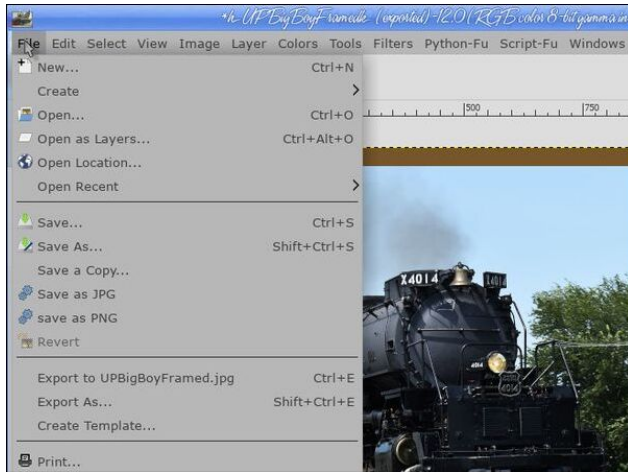 *h UPBigBoyFramedk (exported)-12.0 (RGB color 8-bit gamma in
File Edit Select View Image Layer Colors Tools Filters Python-Fu Script-Fu Windows
500 750
New... Ctrl+N
Create
Open... Ctrl+O
Open as Layers... Ctrl+Alt+O
Open Location...
Open Recent
Save... Ctrl+S
Save As... Shift+Ctrl+S
Save a Copy...
Save as JPG
save as PNG
Revert
Export to UPBigBoyFramed.jpg Ctrl+E
Export As... Shift+Ctrl+E
Create Template...
Print...
X4014
X4014
4014
4014